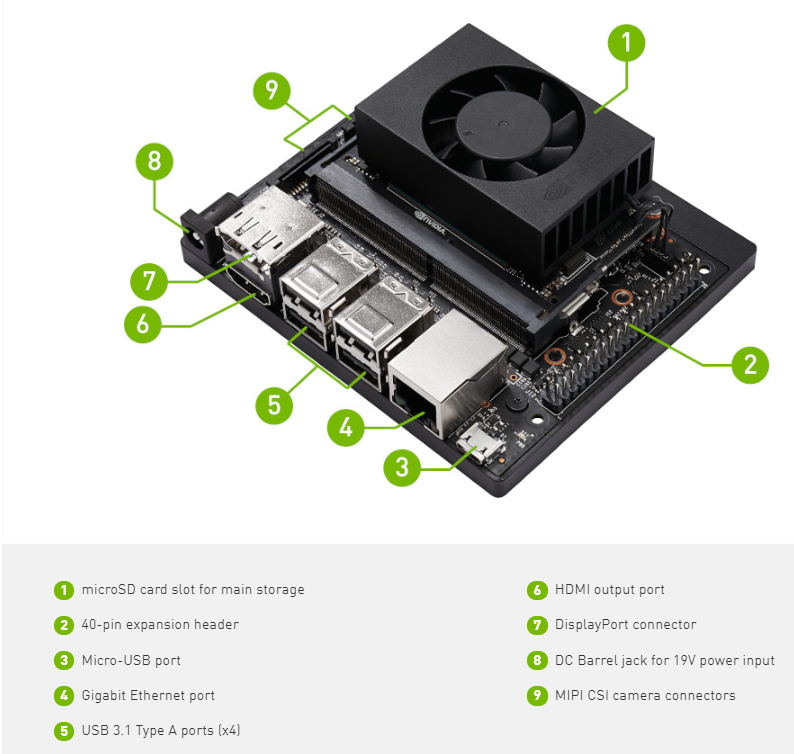 1
9
8
NVIDIA
7
6
2
5
4
3
1 microSD card slot for main storage
2 40-pin expansion header
3 Micro-USB port
4 Gigabit Ethernet port
5 USB 3.1 Type A ports (x4)
6 HDMI output port
7 DisplayPort connector
8 DC Barrel jack for 19V power input
9 MIPI CSI camera connectors